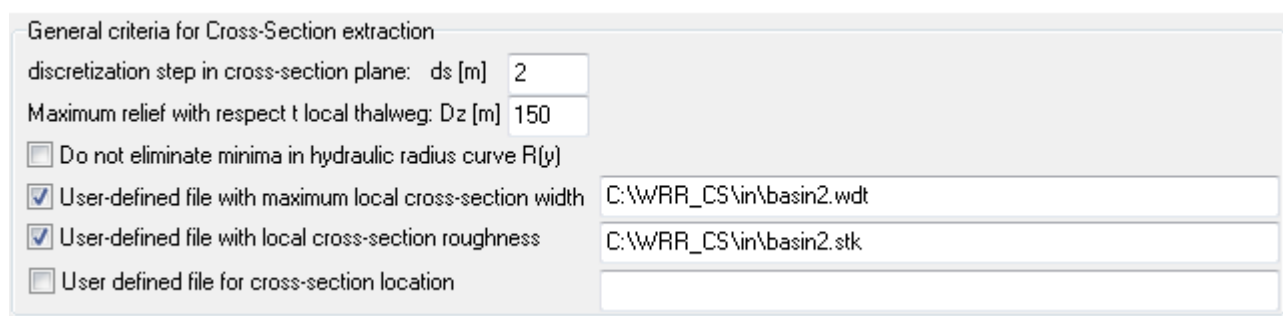 General criteria for Cross-Section extraction
discretization step in cross-section plane: ds [m] 2
Maximum relief with respect t local thalweg: Dz [m] 150
Do not eliminate minima in hydraulic radius curve R(y)
User-defined file with maximum local cross-section width C:\WRR_CS\in\basin2.wdt
User-defined file with local cross-section roughness C:\WRR_CS\in\basin2.stk
User defined file for cross-section location